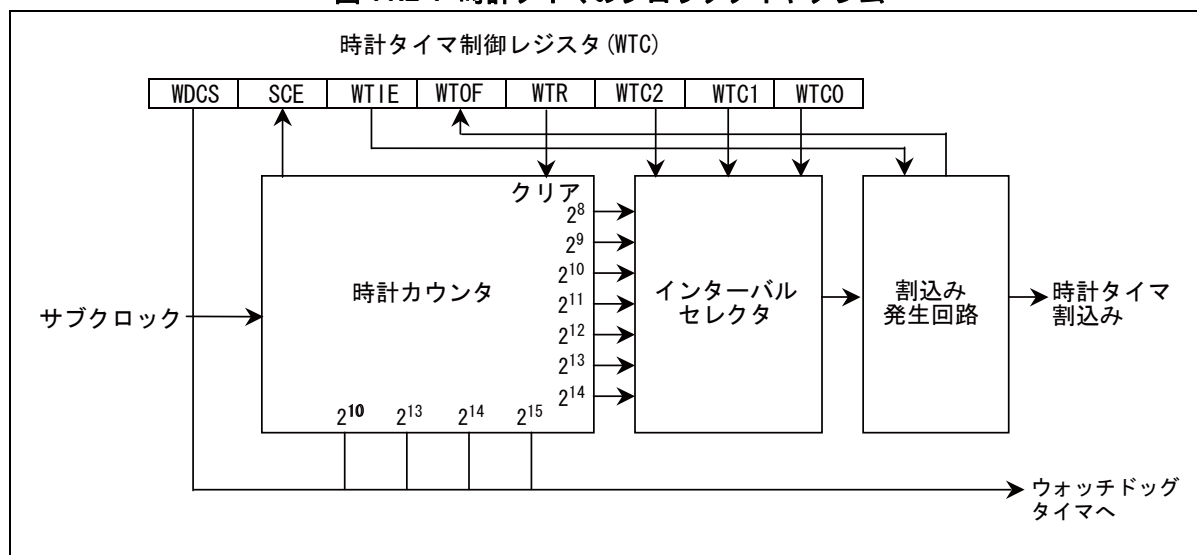 時計タイマ制御レジスタ(WTC)
WDCS SCE WTIE WTOF WTR WTC2 WTC1 WTC0
クリア
2⁸
2⁹
2¹⁰
2¹¹
2¹²
2¹³
2¹⁴
時計カウンタ
インターバル
セレクタ
割込み
発生回路
サブクロック
時計タイマ
割込み
2¹⁰ 2¹³ 2¹⁴ 2¹⁵
ウォッチドッグ
タイマへ